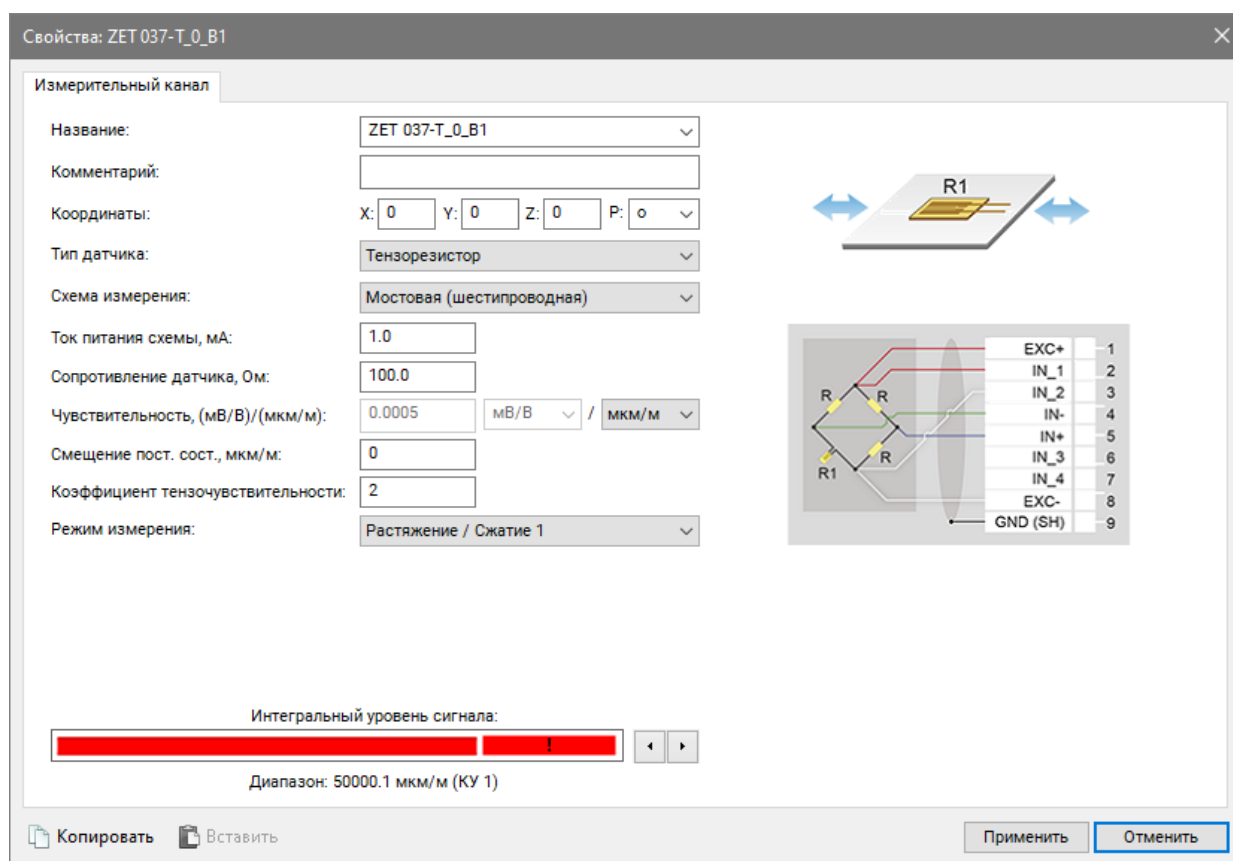 Свойства: ZET 037-T_0_B1
Измерительный канал
Название: ZET 037-T_0_B1
Комментарий:
Координаты: X: 0 Y: 0 Z: 0 P: o
Тип датчика: Тензорезистор
Схема измерения: Мостовая (шестипроводная)
Ток питания схемы, мА: 1.0
Сопротивление датчика, Ом: 100.0
Чувствительность, (мВ/В)/(мкм/м): 0.0005 мВ/В / мкм/м
Смещение пост. сост., мкм/м: 0
Коэффициент тензочувствительности: 2
Режим измерения: Растяжение / Сжатие 1
R1
R R R R1
EXC+ 1
IN_1 2
IN_2 3
IN- 4
IN+ 5
IN_3 6
IN_4 7
EXC- 8
GND (SH) 9
Интегральный уровень сигнала:
!
Диапазон: 50000.1 мкм/м (КУ 1)
Копировать Вставить Применить Отменить